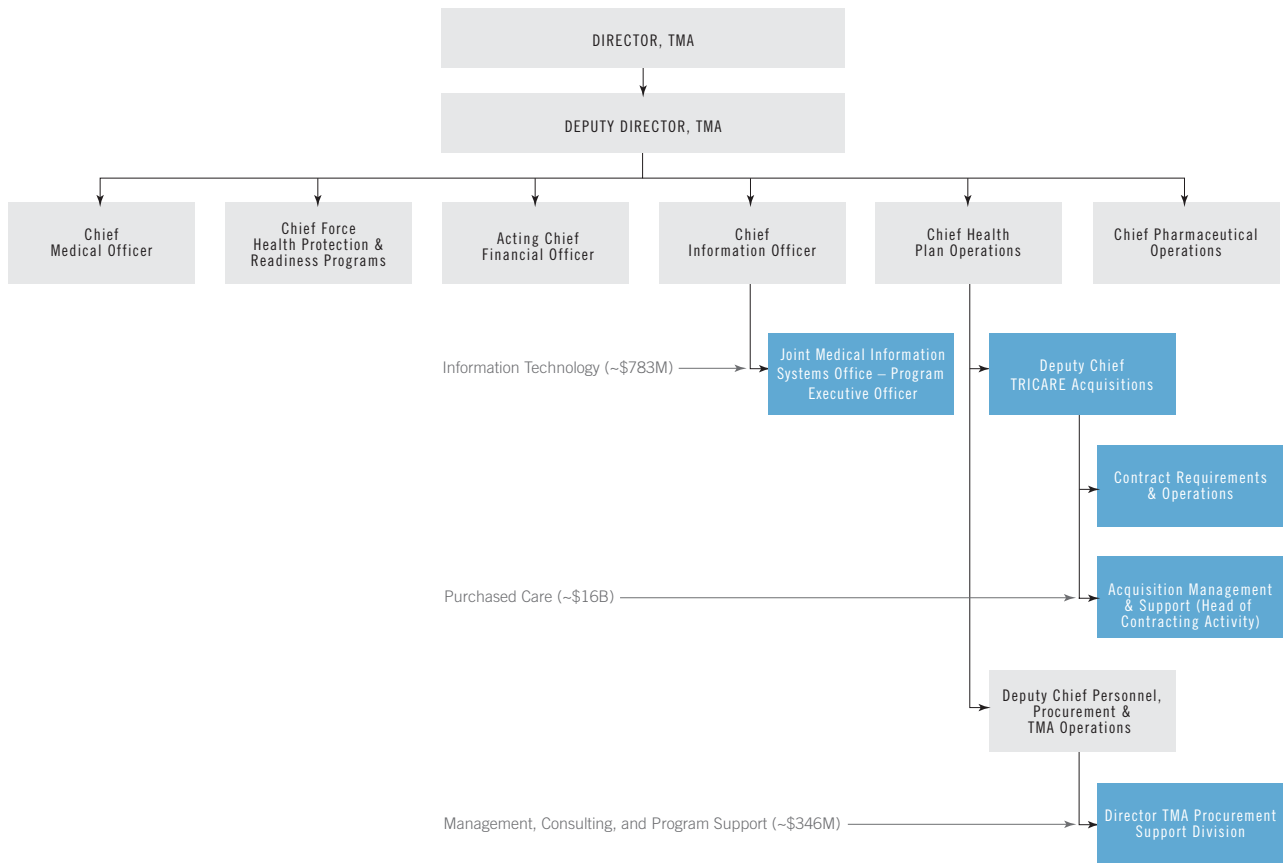 DIRECTOR, TMA
DEPUTY DIRECTOR, TMA
Chief
Medical Officer
Chief Force
Health Protection &
Readiness Programs
Acting Chief
Financial Officer
Chief
Information Officer
Chief Health
Plan Operations
Chief Pharmaceutical
Operations
Information Technology (~$783M)
Joint Medical Information
Systems Office – Program
Executive Officer
Deputy Chief
TRICARE Acquisitions
Contract Requirements
& Operations
Purchased Care (~$16B)
Acquisition Management
& Support (Head of
Contracting Activity)
Deputy Chief Personnel,
Procurement &
TMA Operations
Management, Consulting, and Program Support (~$346M)
Director TMA Procurement
Support Division